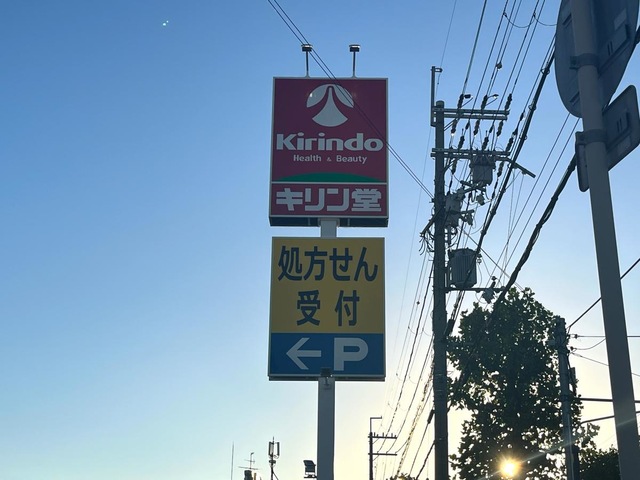 Kirindo
Health & Beauty
キリン堂
処方せん
受付
←P